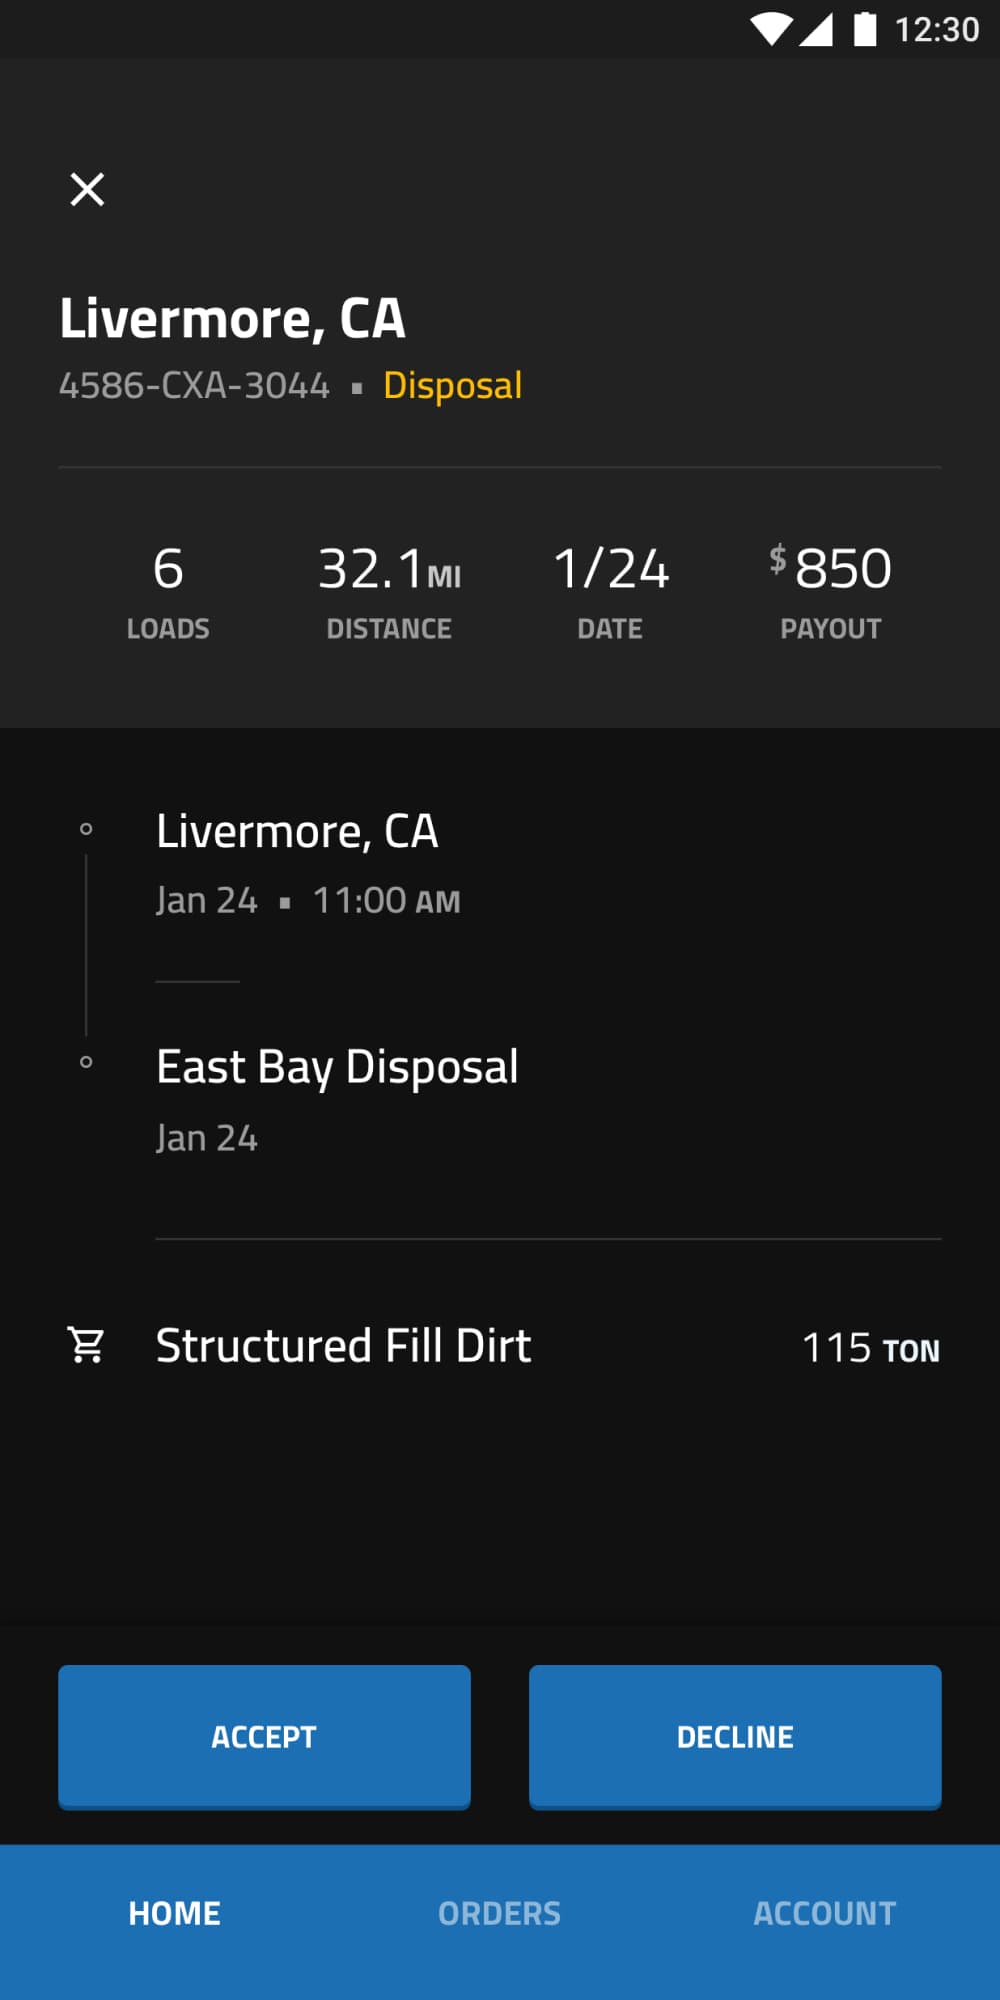 12:30
Livermore, CA
4586-CXA-3044 ▪ Disposal
6 32.1 MI 1/24 $850
LOADS DISTANCE DATE PAYOUT
Livermore, CA
Jan 24 ▪ 11:00 AM
East Bay Disposal
Jan 24
Structured Fill Dirt 115 TON
ACCEPT DECLINE
HOME ORDERS ACCOUNT